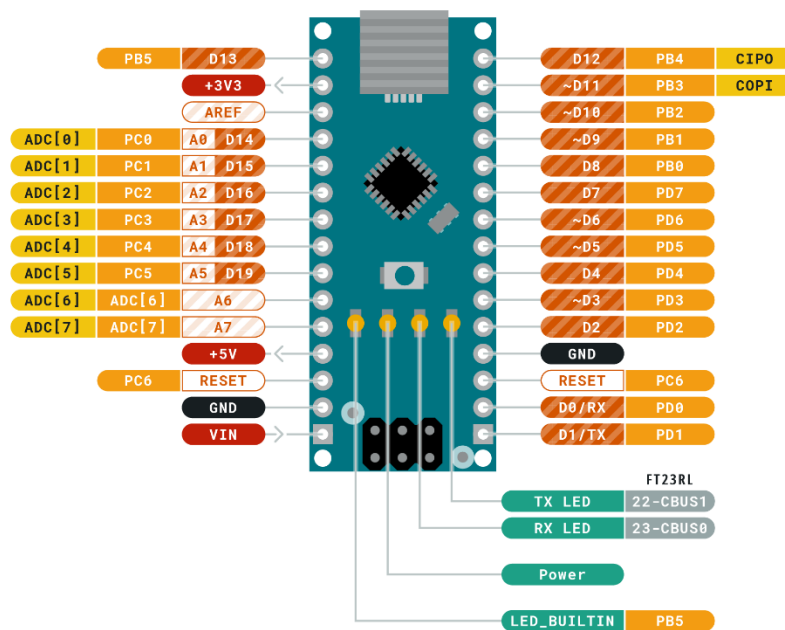 PB5 D13 D12 PB4 CIPO
+3V3 ~D11 PB3 COPI
AREF ~D10 PB2
ADC[0] PC0 A0 D14 ~D9 PB1
ADC[1] PC1 A1 D15 D8 PB0
ADC[2] PC2 A2 D16 D7 PD7
ADC[3] PC3 A3 D17 ~D6 PD6
ADC[4] PC4 A4 D18 ~D5 PD5
ADC[5] PC5 A5 D19 D4 PD4
ADC[6] ADC[6] A6 ~D3 PD3
ADC[7] ADC[7] A7 D2 PD2
+5V GND
PC6 RESET RESET PC6
GND D0/RX PD0
VIN D1/TX PD1
FT23RL
TX LED 22-CBUS1
RX LED 23-CBUS0
Power
LED_BUILTIN PB5